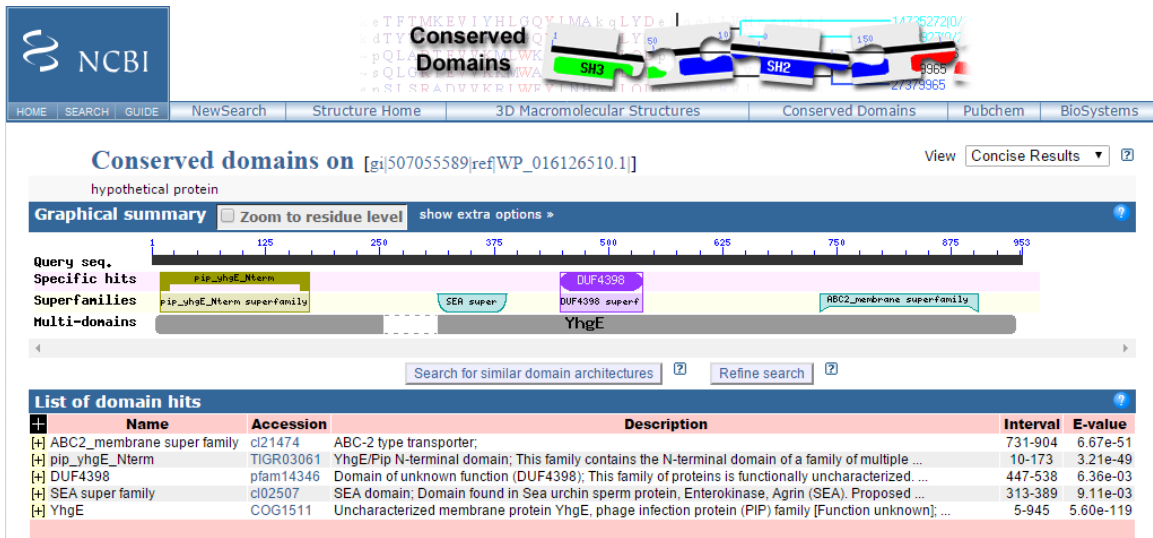 NCBI
Conserved
Domains
SH3
SH2
HOME SEARCH GUIDE NewSearch Structure Home 3D Macromolecular Structures Conserved Domains Pubchem BioSystems
Conserved domains on [gi|507055589|ref|WP_016126510.1|]
View Concise Results
hypothetical protein
Graphical summary Zoom to residue level show extra options »
1 125 250 375 500 625 750 875 953
Query seq.
Specific hits pip_yhgE_Nterm DUF4398
Superfamilies pip_yhgE_Nterm superfamily SEA super DUF4398 superf ABC2_membrane superfamily
Multi-domains YhgE
Search for similar domain architectures ? Refine search ?
List of domain hits
Name Accession Description Interval E-value
[+] ABC2_membrane super family cl21474 ABC-2 type transporter; 731-904 6.67e-51
[+] pip_yhgE_Nterm TIGR03061 YhgE/Pip N-terminal domain; This family contains the N-terminal domain of a family of multiple ... 10-173 3.21e-49
[+] DUF4398 pfam14346 Domain of unknown function (DUF4398); This family of proteins is functionally uncharacterized. ... 447-538 6.36e-03
[+] SEA super family cl02507 SEA domain; Domain found in Sea urchin sperm protein, Enterokinase, Agrin (SEA). Proposed ... 313-389 9.11e-03
[+] YhgE COG1511 Uncharacterized membrane protein YhgE, phage infection protein (PIP) family [Function unknown]; ... 5-945 5.60e-119